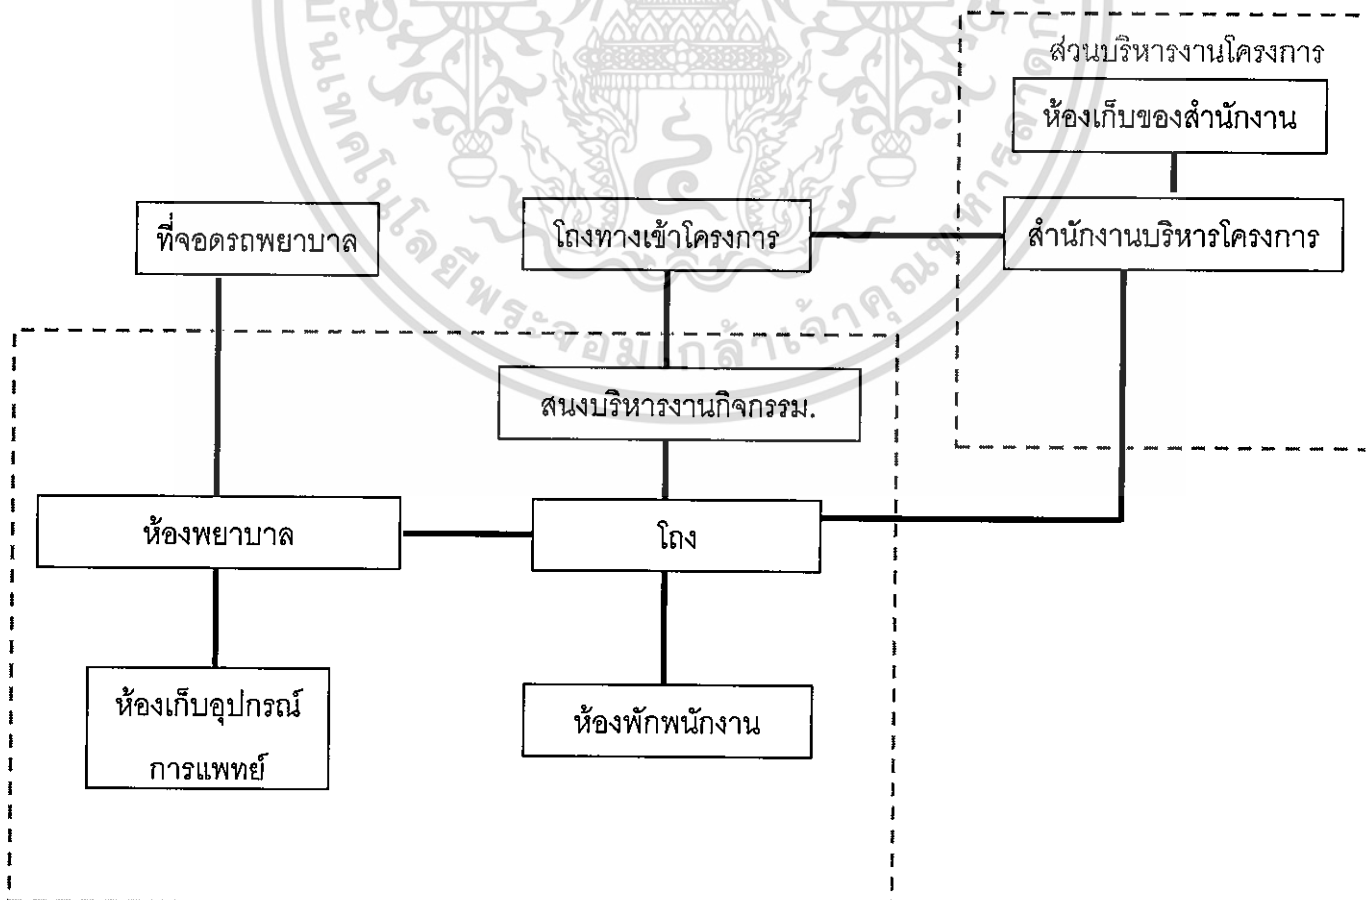 ส่วนบริหารงานโครงการ
ห้องเก็บของสำนักงาน
ที่จอดรถพยาบาล
โถงทางเข้าโครงการ
สำนักงานบริหารโครงการ
สนงบริหารงานกิจกรรม.
ห้องพยาบาล
โถง
ห้องเก็บอุปกรณ์
การแพทย์
ห้องพักพนักงาน